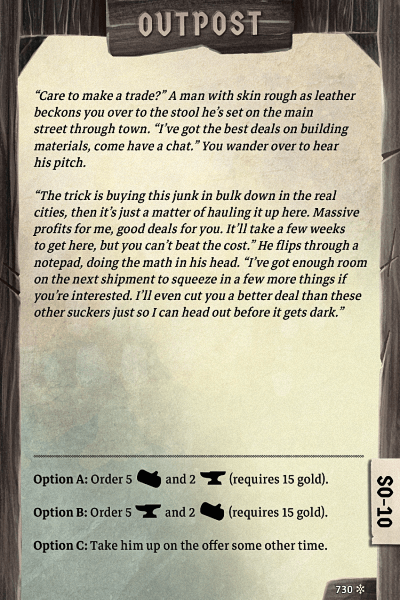 OUTPOST
“Care to make a trade?” A man with skin rough as leather
beckons you over to the stool he’s set on the main
street through town. “I’ve got the best deals on building
materials, come have a chat.” You wander over to hear
his pitch.
“The trick is buying this junk in bulk down in the real
cities, then it’s just a matter of hauling it up here. Massive
profits for me, good deals for you. It’ll take a few weeks
to get here, but you can’t beat the cost.” He flips through a
notepad, doing the math in his head. “I’ve got enough room
on the next shipment to squeeze in a few more things if
you’re interested. I’ll even cut you a better deal than these
other suckers just so I can head out before it gets dark.”
Option A: Order 5 and 2 (requires 15 gold).
Option B: Order 5 and 2 (requires 15 gold).
Option C: Take him up on the offer some other time.
SO-10
730